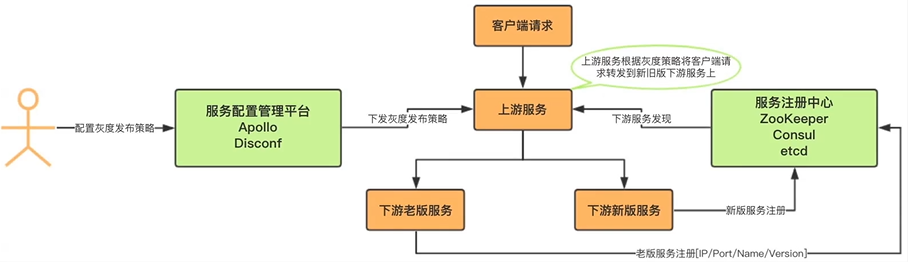 客户端请求
上游服务根据灰度策略将客户端请
求转发到新旧版下游服务上
服务配置管理平台
Apollo
Disconf
上游服务
服务注册中心
ZooKeeper
Consul
etcd
配置灰度发布策略
下发灰度发布策略
下游服务发现
下游老版服务
下游新版服务
新版服务注册
老版服务注册[IP/Port/Name/Version]